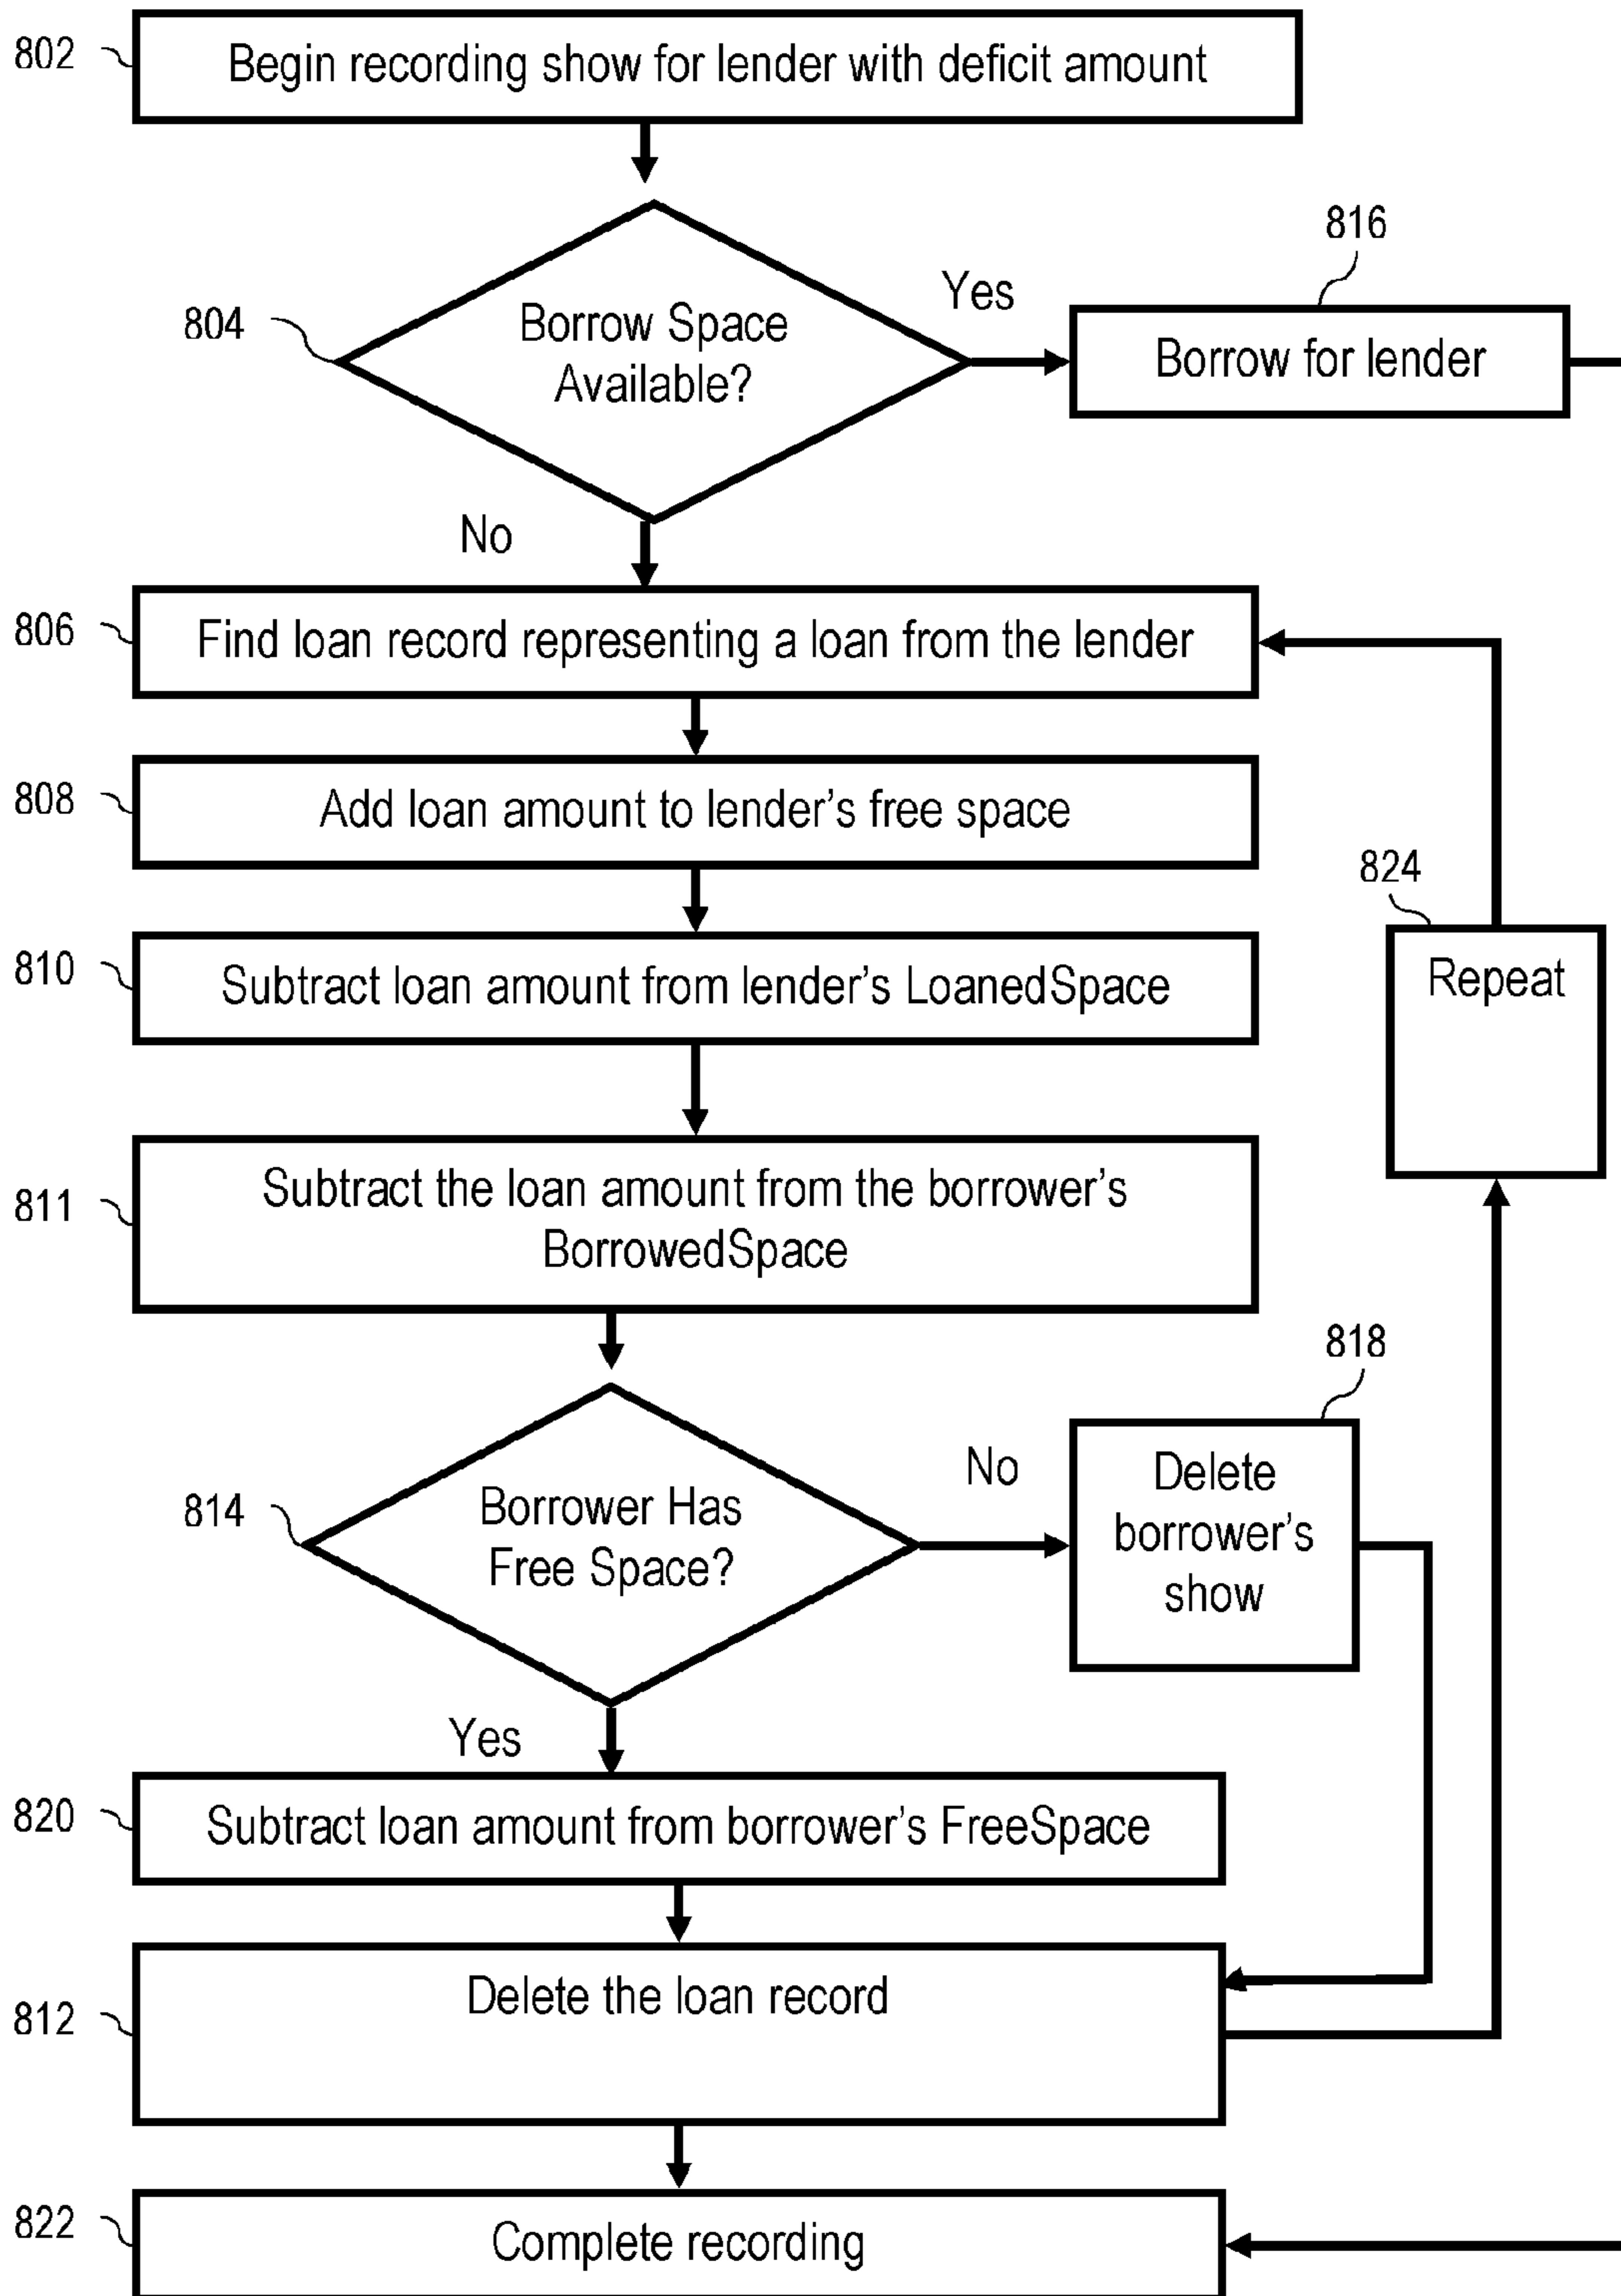 802
Begin recording show for lender with deficit amount
816
804
Borrow Space
Available?
Yes
Borrow for lender
No
806
Find loan record representing a loan from the lender
808
Add loan amount to lender’s free space
824
Repeat
810
Subtract loan amount from lender’s LoanedSpace
811
Subtract the loan amount from the borrower’s
BorrowedSpace
818
814
Borrower Has
Free Space?
No
Delete
borrower’s
show
Yes
820
Subtract loan amount from borrower’s FreeSpace
812
Delete the loan record
822
Complete recording